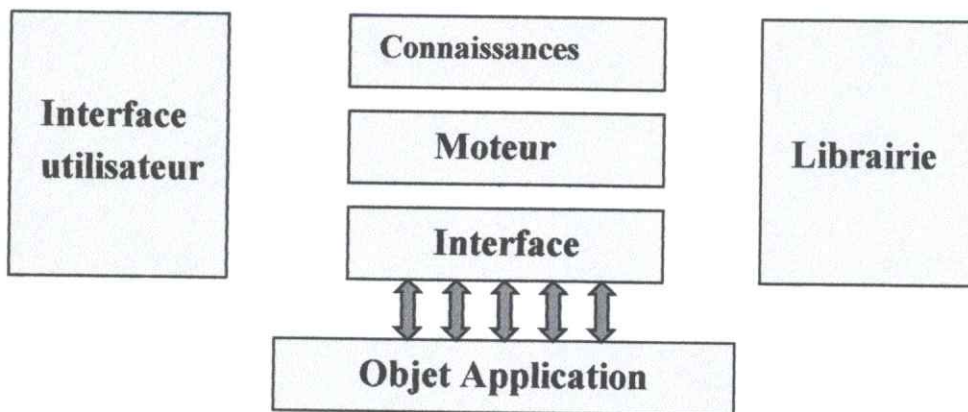 Interface
utilisateur
Connaissances
Moteur
Interface
Librairie
Objet Application